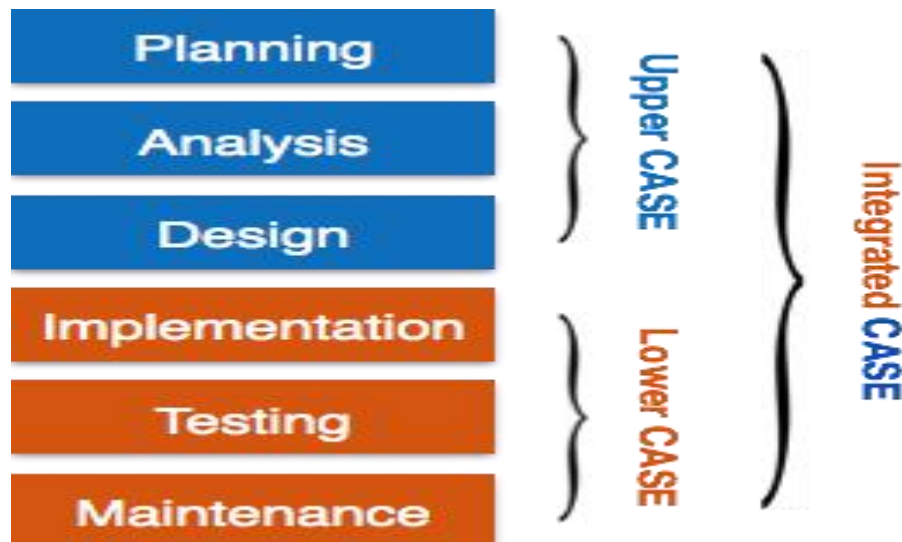 Planning
Analysis
Design
Implementation
Testing
Maintenance
Upper CASE
Lower CASE
Integrated CASE